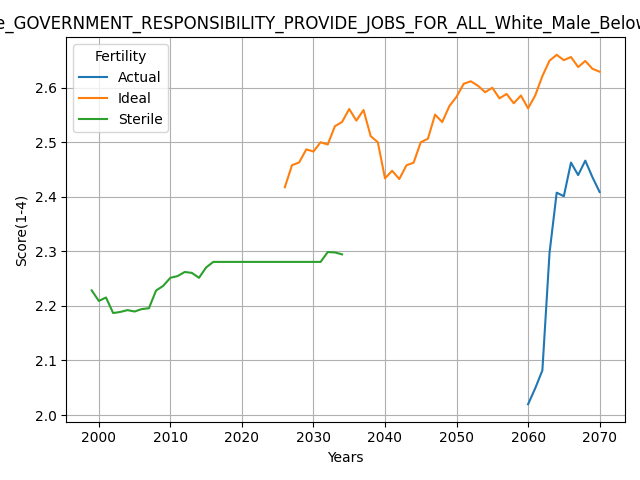 e_GOVERNMENT_RESPONSIBILITY_PROVIDE_JOBS_FOR_ALL_White_Male_Below
Fertility
Actual
Ideal
Sterile
Score(1-4)
2.6
2.5
2.4
2.3
2.2
2.1
2.0
2000 2010 2020 2030 2040 2050 2060 2070
Years